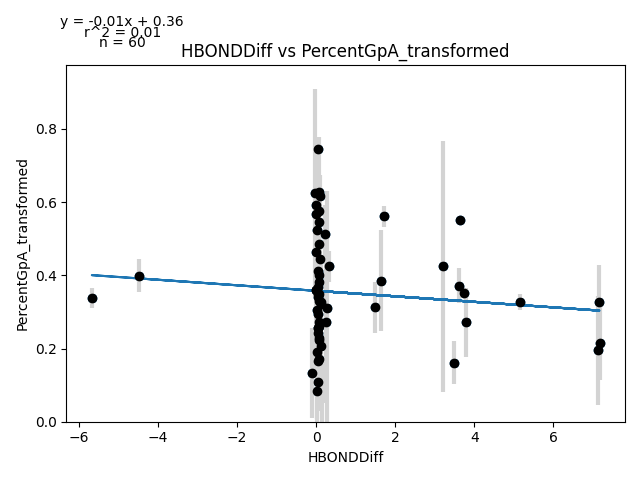 y = -0.01x + 0.36
r^2 = 0.01
n = 60
HBONDDiff vs PercentGpA_transformed
PercentGpA_transformed
0.8
0.6
0.4
0.2
0.0
−6
−4
−2
0
2
4
6
HBONDDiff